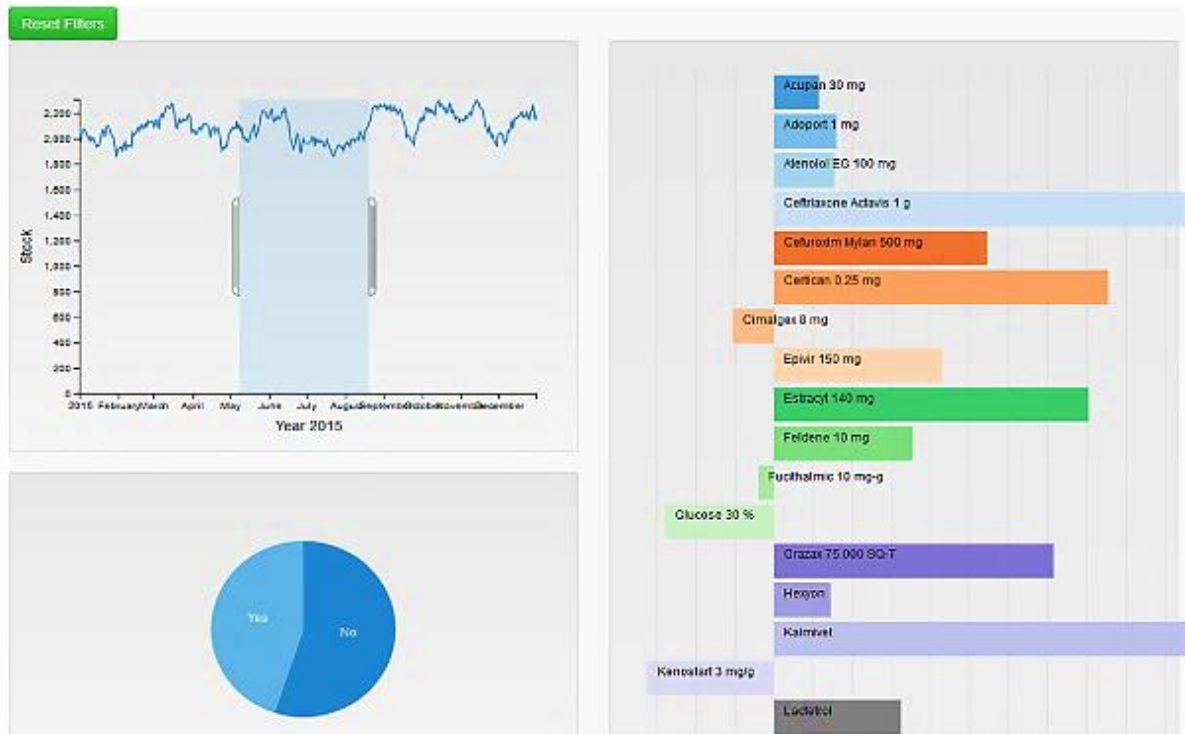 Reset Filters
2,200
2,000
1,800
1,600
1,400
1,200
1,000
800
600
400
200
0
Stock
2015 February March April May June July August September October November December
Year 2015
Yes
No
Acupan 30 mg
Adoport 1 mg
Atenolol EG 100 mg
Ceftriaxone Actavis 1 g
Cefuroxim Mylan 500 mg
Certican 0.25 mg
Cimalgex 8 mg
Epivir 150 mg
Estracyt 140 mg
Feldene 10 mg
Fucithalmic 10 mg-g
Glucose 30 %
Grazax 75.000 SQ-T
Hexyon
Kalmivet
Kenostart 3 mg/g
Lactetrol